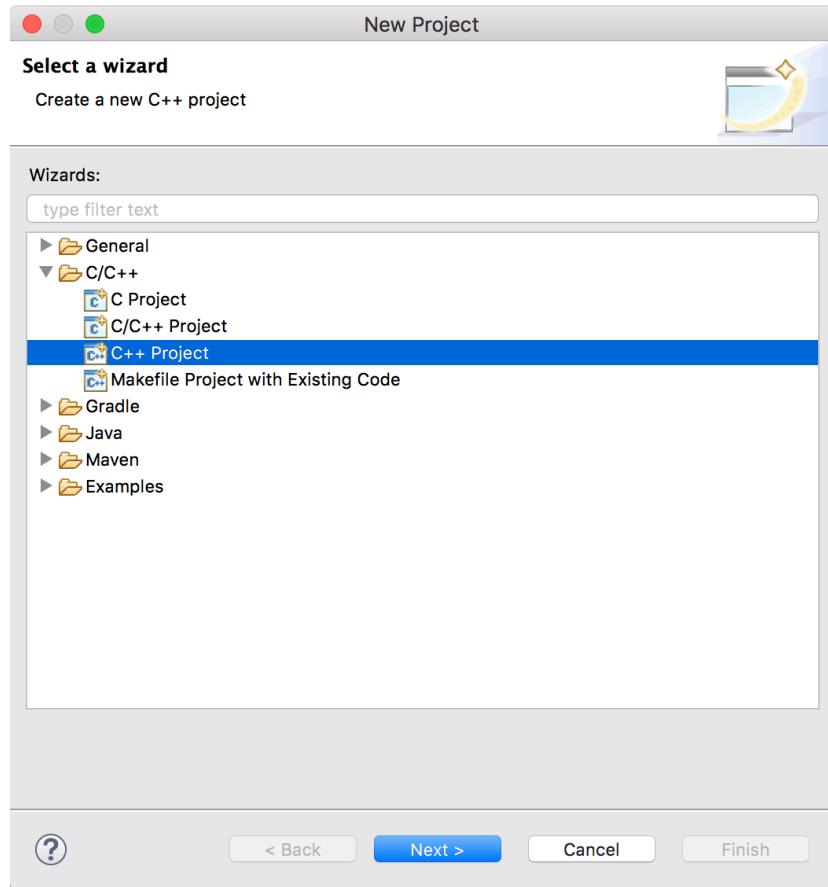 New Project
Select a wizard
Create a new C++ project
Wizards:
type filter text
General
C/C++
C Project
C/C++ Project
C++ Project
Makefile Project with Existing Code
Gradle
Java
Maven
Examples
? < Back Next > Cancel Finish